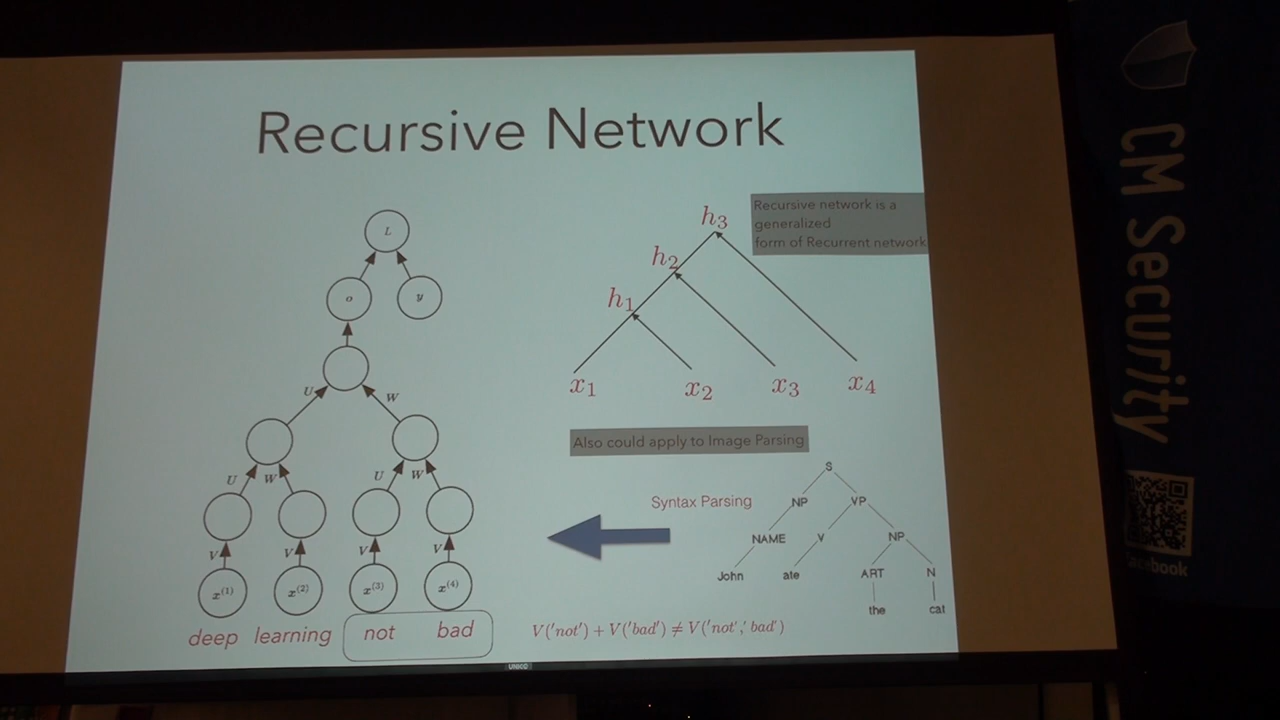 Recursive Network
L
o
y
U
W
U
W
U
W
V
V
V
V
x^(1)
x^(2)
x^(3)
x^(4)
deep learning not bad
h₃
h₂
h₁
x₁ x₂ x₃ x₄
Recursive network is a
generalized
form of Recurrent network
Also could apply to Image Parsing
Syntax Parsing
S
NP VP
NAME V NP
John ate ART N
the cat
V('not') + V('bad') ≠ V('not',' bad')
CM Security
facebook